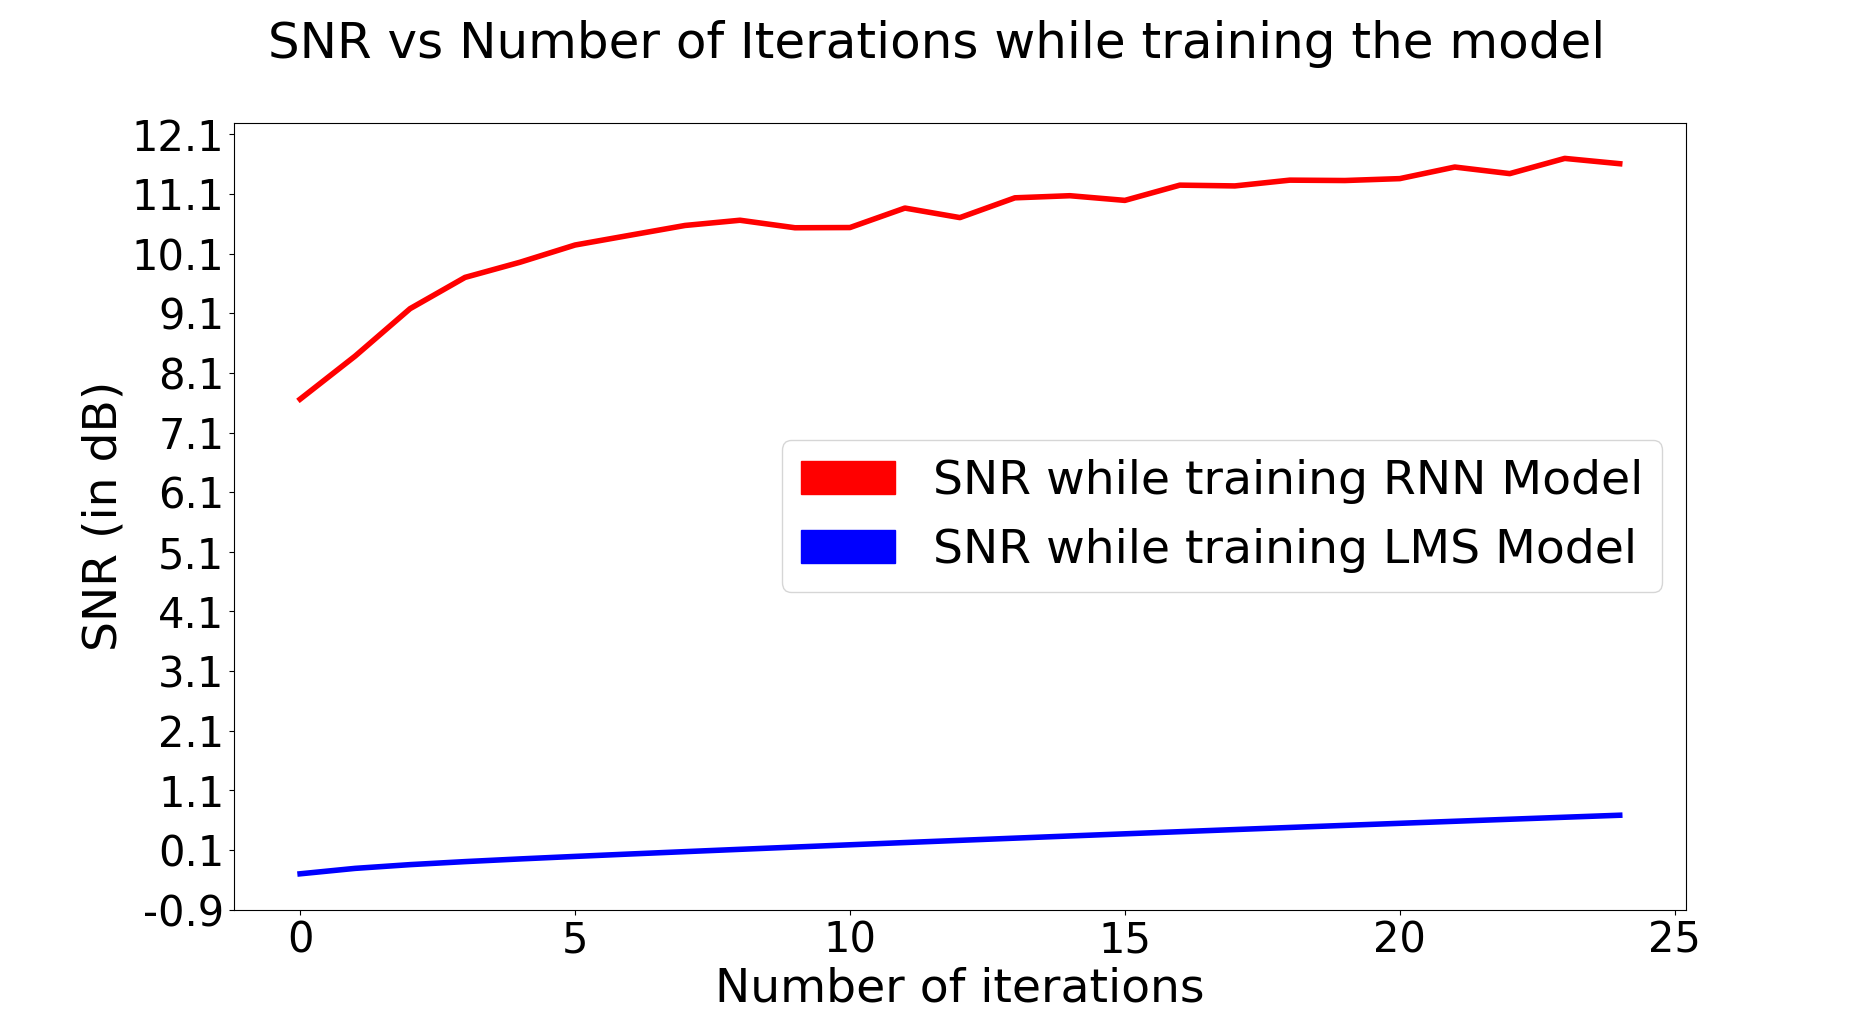 SNR vs Number of Iterations while training the model
12.1
11.1
10.1
9.1
8.1
7.1
6.1
5.1
4.1
3.1
2.1
1.1
0.1
-0.9
SNR (in dB)
SNR while training RNN Model
SNR while training LMS Model
0 5 10 15 20 25
Number of iterations